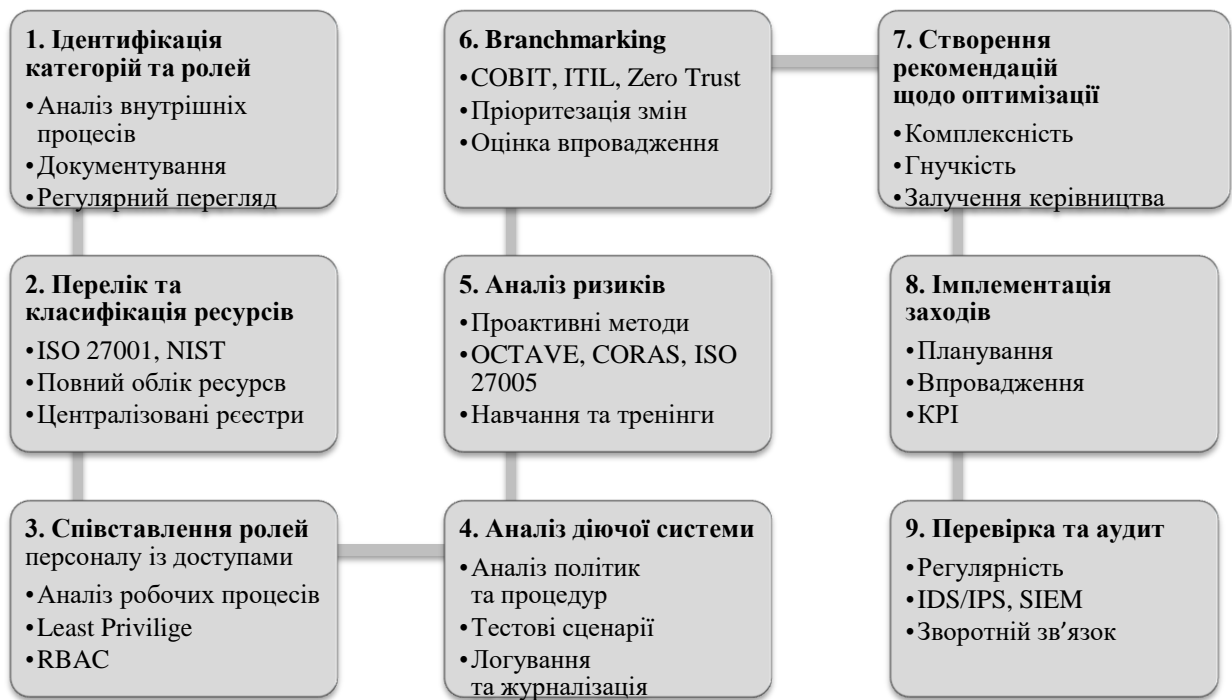 1. Ідентифікація
категорій та ролей
•Аналіз внутрішніх
процесів
•Документування
•Регулярний перегляд
2. Перелік та
класифікація ресурсів
•ISO 27001, NIST
•Повний облік ресурсв
•Централізовані рєестри
3. Співставлення ролей
персоналу із доступами
•Аналіз робочих процесів
•Least Privilige
•RBAC
4. Аналіз діючої системи
•Аналіз політик
та процедур
•Тестові сценарії
•Логування
та журналізація
5. Аналіз ризиків
•Проактивні методи
•OCTAVE, CORAS, ISO
27005
•Навчання та тренінги
6. Branchmarking
•COBIT, ITIL, Zero Trust
•Пріоритезація змін
•Оцінка впровадження
7. Створення
рекомендацій
щодо оптимізації
•Комплексність
•Гнучкість
•Залучення керівництва
8. Імплементація
заходів
•Планування
•Впровадження
•КРІ
9. Перевірка та аудит
•Регулярність
•IDS/IPS, SIEM
•Зворотній зв’язок